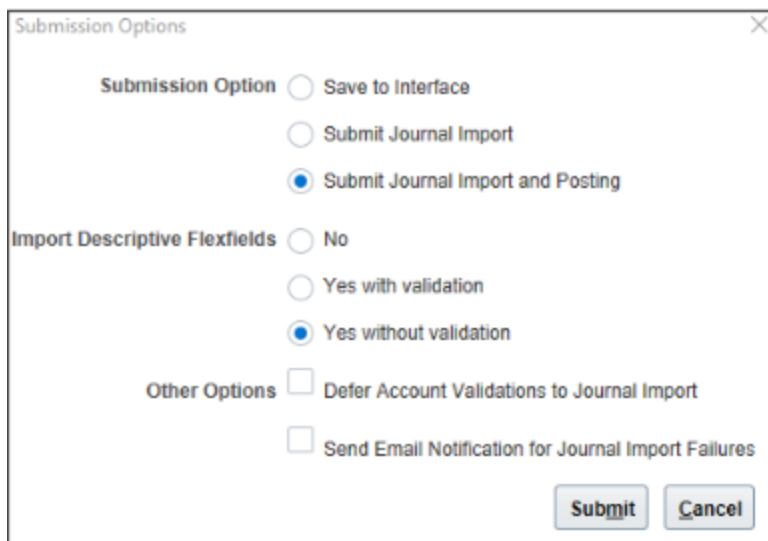 Submission Options
Submission Option Save to Interface
Submit Journal Import
Submit Journal Import and Posting
Import Descriptive Flexfields No
Yes with validation
Yes without validation
Other Options Defer Account Validations to Journal Import
Send Email Notification for Journal Import Failures
Submit Cancel